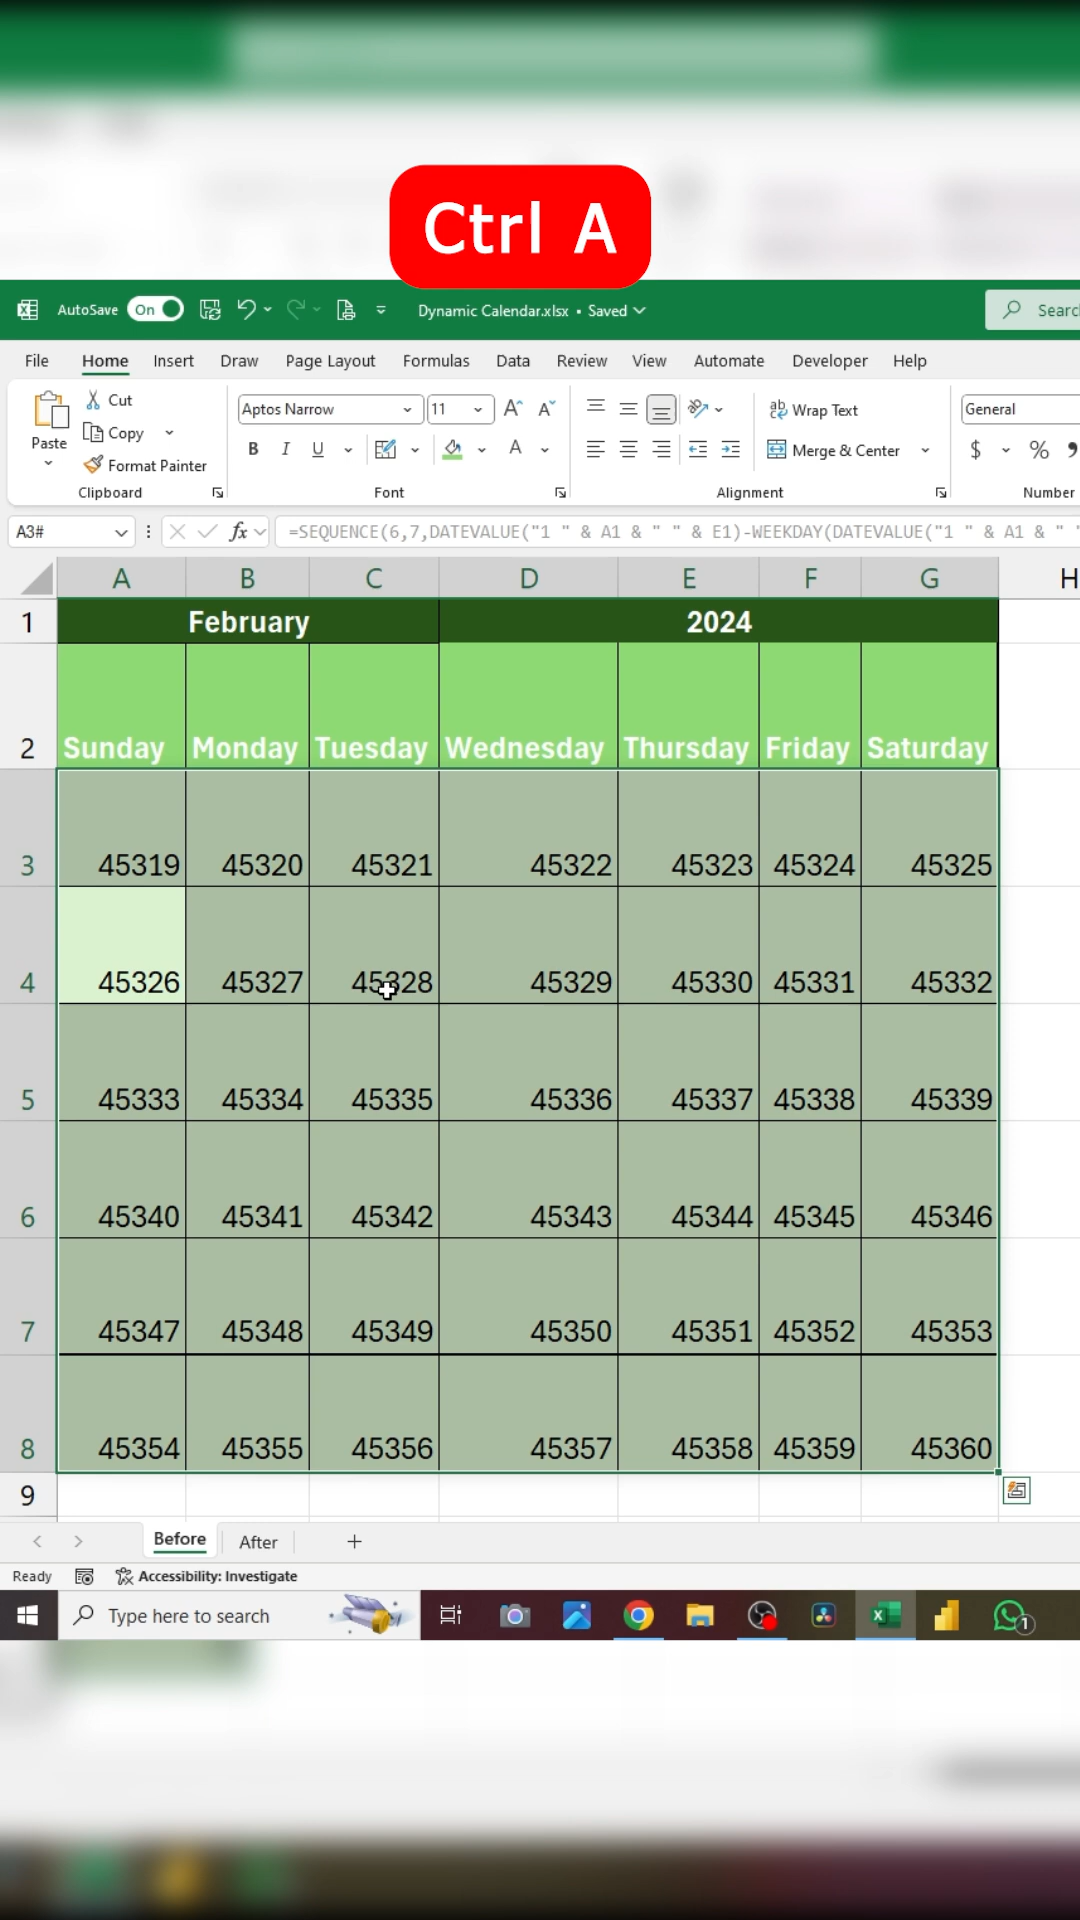 Ctrl A
AutoSave On Dynamic Calendar.xlsx • Saved Searc
File Home Insert Draw Page Layout Formulas Data Review View Automate Developer Help
Paste Cut Copy Format Painter Clipboard
Aptos Narrow 11 B I U A Font
Wrap Text Merge & Center Alignment
General $ % Number
A3# fx =SEQUENCE(6,7,DATEVALUE("1 " & A1 & " " & E1)-WEEKDAY(DATEVALUE("1 " & A1 & " "
A B C D E F G H
1 February 2024
2 Sunday Monday Tuesday Wednesday Thursday Friday Saturday
3 45319 45320 45321 45322 45323 45324 45325
4 45326 45327 45328 45329 45330 45331 45332
5 45333 45334 45335 45336 45337 45338 45339
6 45340 45341 45342 45343 45344 45345 45346
7 45347 45348 45349 45350 45351 45352 45353
8 45354 45355 45356 45357 45358 45359 45360
9
Before After +
Ready Accessibility: Investigate
Type here to search 1